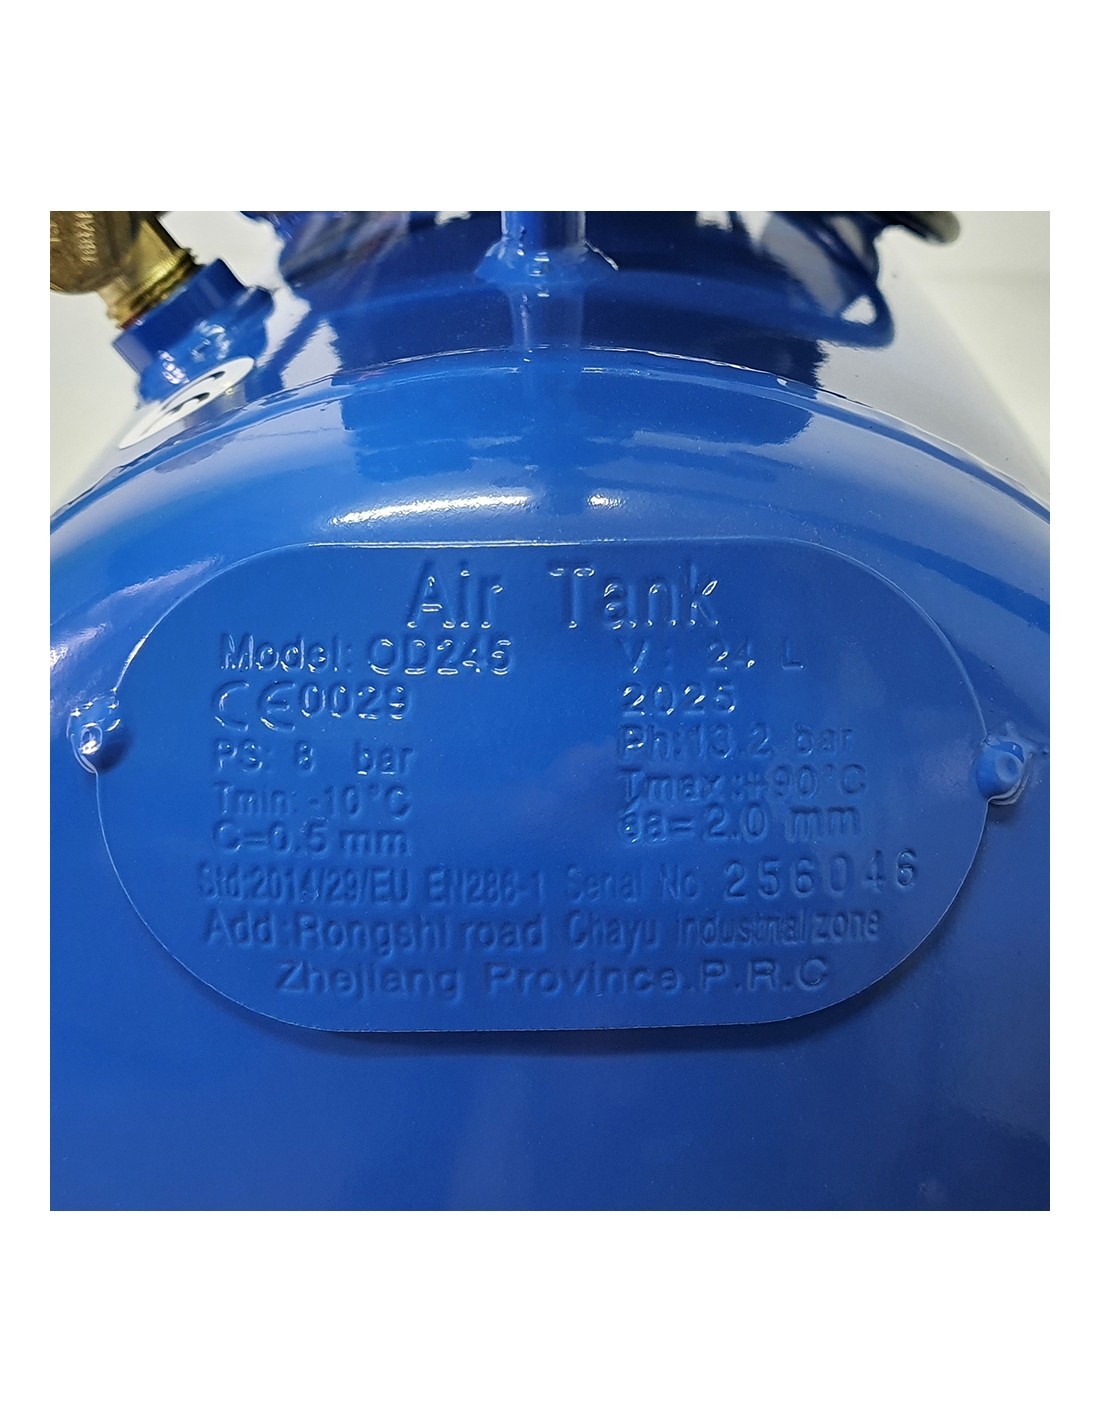 Air Tank
Model: OD246 V: 24 L
CE0029 2025
PS: 8 bar Ph:13.2 bar
Tmin: -10°C Tmax:+90°C
C=0.5 mm ea=2.0 mm
Std:2014/29/EU EN286-1 Serial No 256046
Add:Rongshi road Chayu industrial/zone
Zhejiang Province.P.R.C